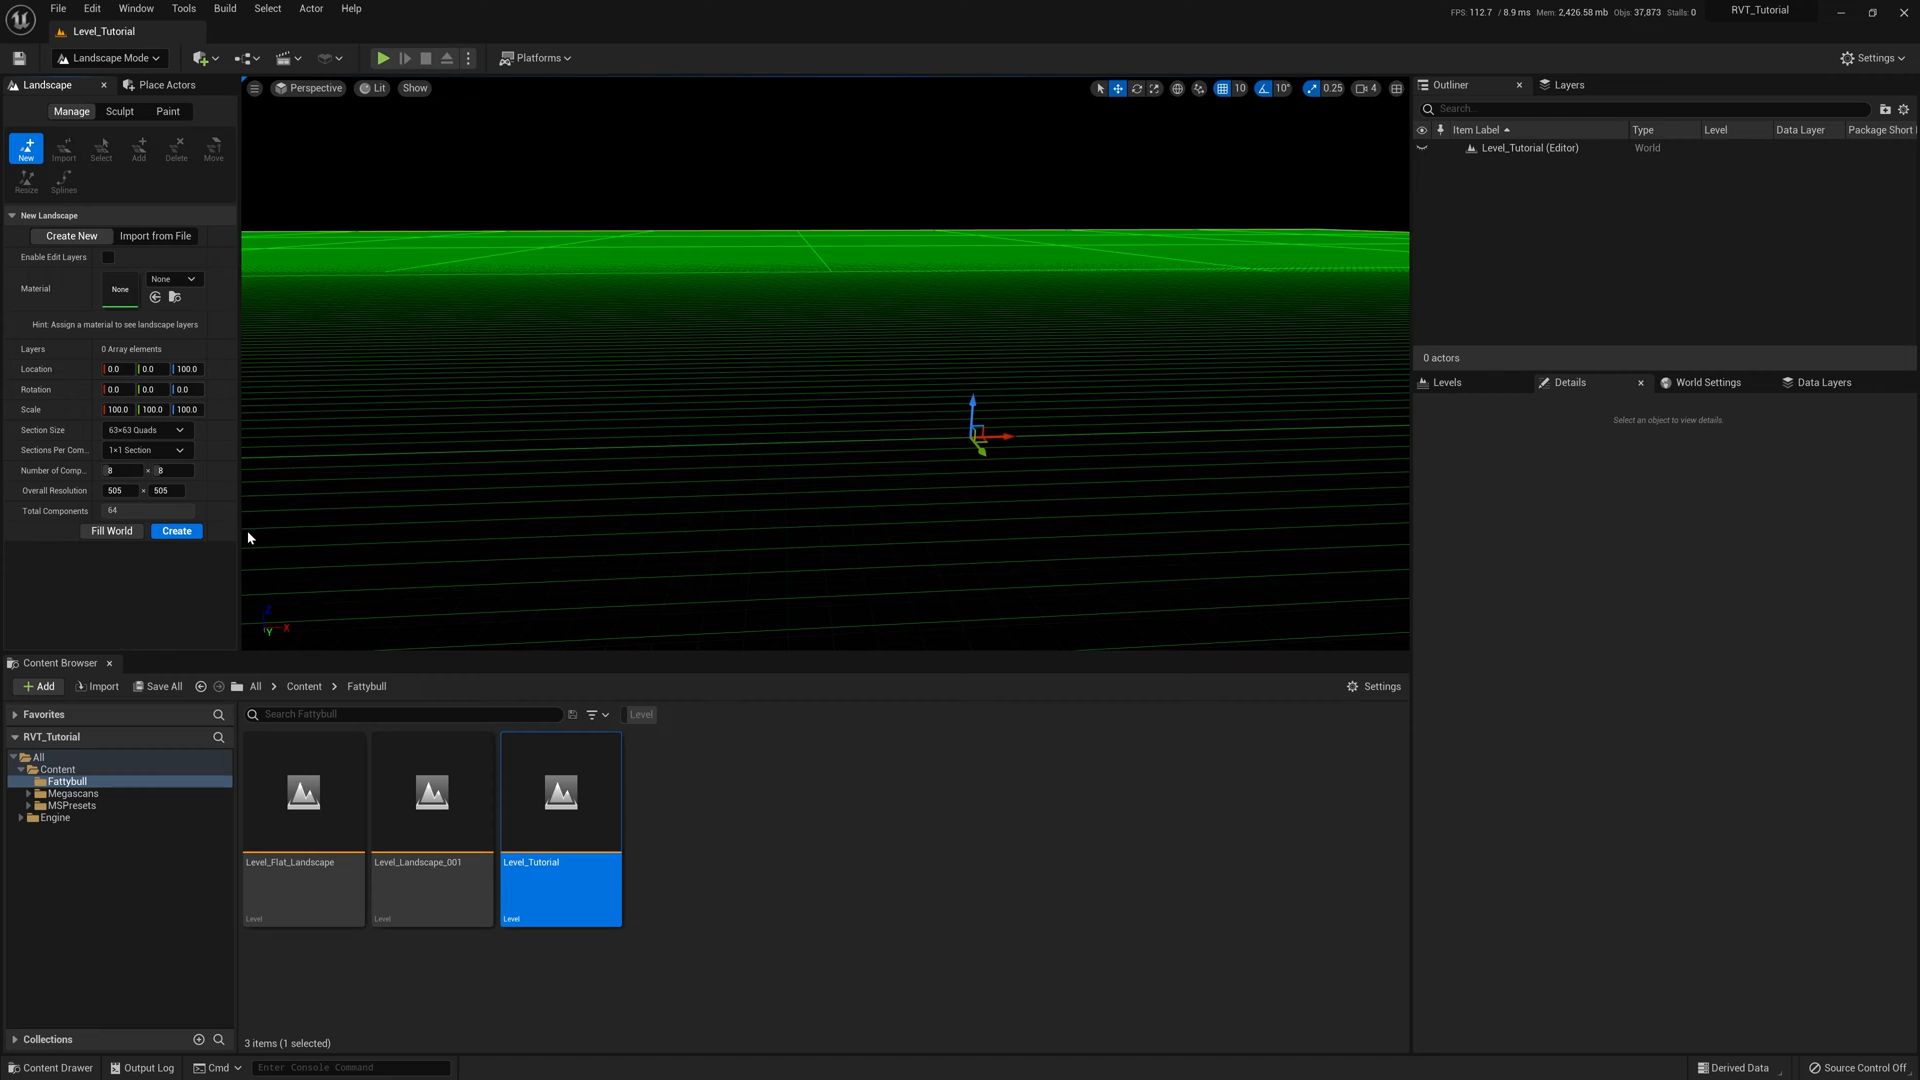 File Edit Window Tools Build Select Actor Help
FPS: 112.7 / 8.9 ms Mem: 2,426.58 mb Objs: 37,873 Stalls: 0 RVT_Tutorial
Level_Tutorial
Landscape Mode Platforms Settings
Landscape Place Actors
Manage Sculpt Paint
New Import Select Add Delete Move
Resize Splines
New Landscape
Create New Import from File
Enable Edit Layers
Material None None
Hint: Assign a material to see landscape layers
Layers 0 Array elements
Location 0.0 0.0 100.0
Rotation 0.0 0.0 0.0
Scale 100.0 100.0 100.0
Section Size 63×63 Quads
Sections Per Com... 1×1 Section
Number of Comp... 8 × 8
Overall Resolution 505 × 505
Total Components 64
Fill World Create
Perspective Lit Show 10 10° 0.25 4
Z
Y X
Outliner Layers
Search...
Item Label Type Level Data Layer Package Short
Level_Tutorial (Editor) World
0 actors
Levels Details World Settings Data Layers
Select an object to view details.
Content Browser
Add Import Save All All > Content > Fattybull Settings
Favorites
Search Fattybull Level
RVT_Tutorial
All
Content
Fattybull
Megascans
MSPresets
Engine
Level_Flat_Landscape Level_Landscape_001 Level_Tutorial
Level Level Level
Collections
3 items (1 selected)
Content Drawer Output Log Cmd Enter Console Command Derived Data Source Control Off